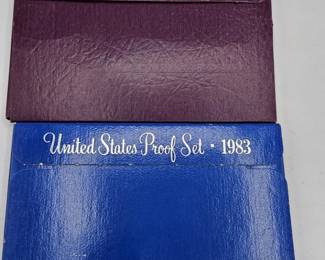 United States Proof Set · 1983